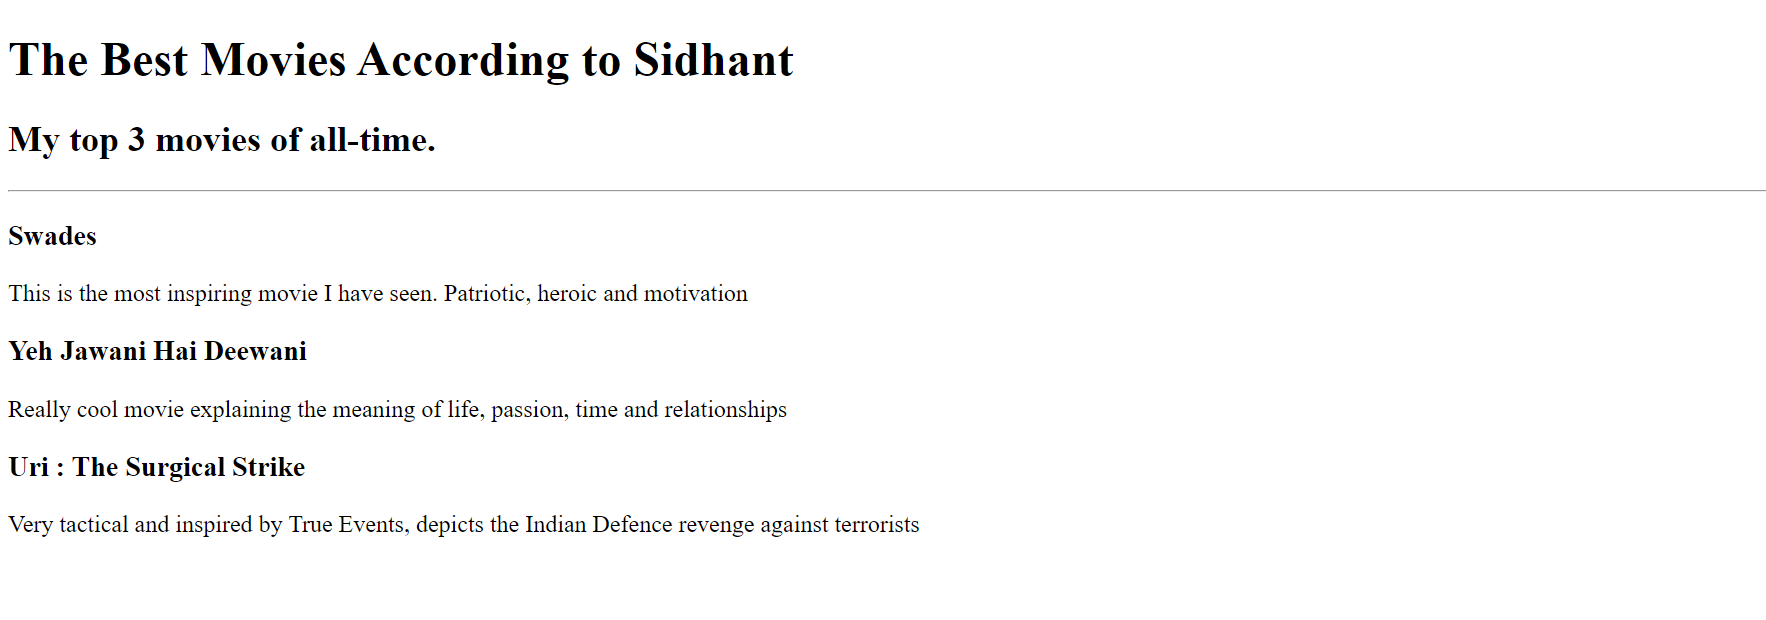 The Best Movies According to Sidhant
My top 3 movies of all-time.
Swades
This is the most inspiring movie I have seen. Patriotic, heroic and motivation
Yeh Jawani Hai Deewani
Really cool movie explaining the meaning of life, passion, time and relationships
Uri : The Surgical Strike
Very tactical and inspired by True Events, depicts the Indian Defence revenge against terrorists